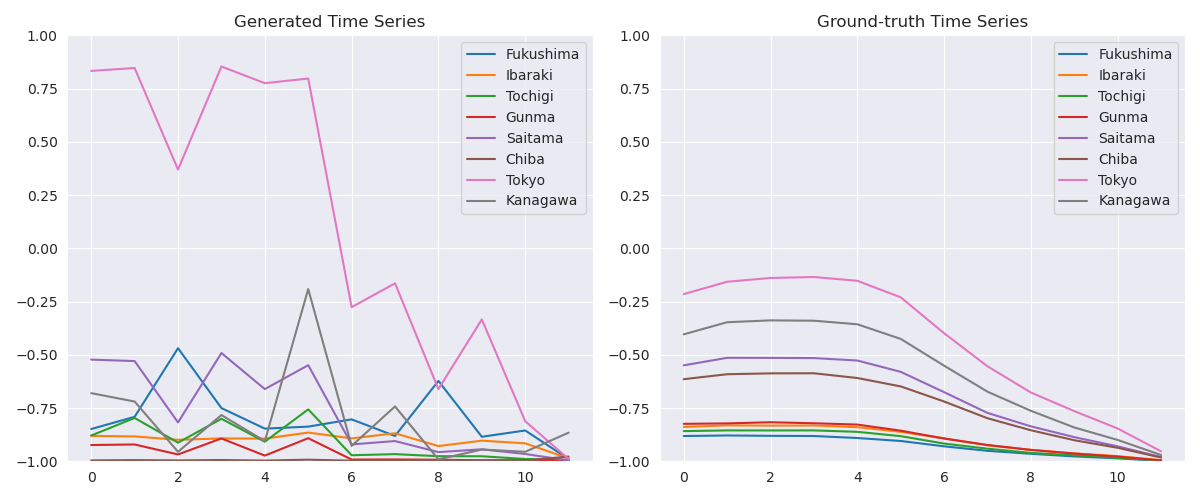 Generated Time Series
1.00
0.75
0.50
0.25
0.00
−0.25
−0.50
−0.75
−1.00
0 2 4 6 8 10
Fukushima
Ibaraki
Tochigi
Gunma
Saitama
Chiba
Tokyo
Kanagawa
Ground-truth Time Series
1.00
0.75
0.50
0.25
0.00
−0.25
−0.50
−0.75
−1.00
0 2 4 6 8 10
Fukushima
Ibaraki
Tochigi
Gunma
Saitama
Chiba
Tokyo
Kanagawa